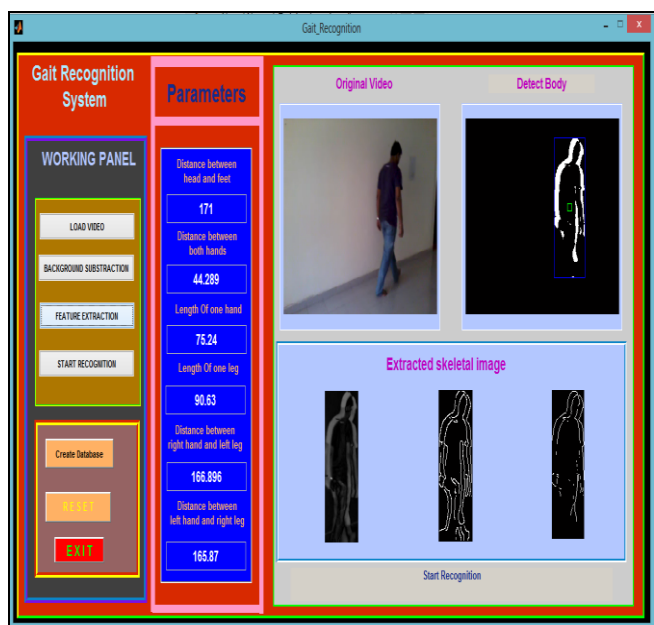 Gait_Recognition
Gait Recognition
System
WORKING PANEL
LOAD VIDEO
BACKGROUND SUBSTRACTION
FEATURE EXTRACTION
START RECOGNITION
Create Database
RESET
EXIT
Parameters
Distance between
head and feet
171
Distance between
both hands
44.289
Length Of one hand
75.24
Length Of one leg
90.63
Distance between
right hand and left leg
166.896
Distance between
left hand and right leg
165.87
Original Video
Detect Body
Extracted skeletal image
Start Recognition